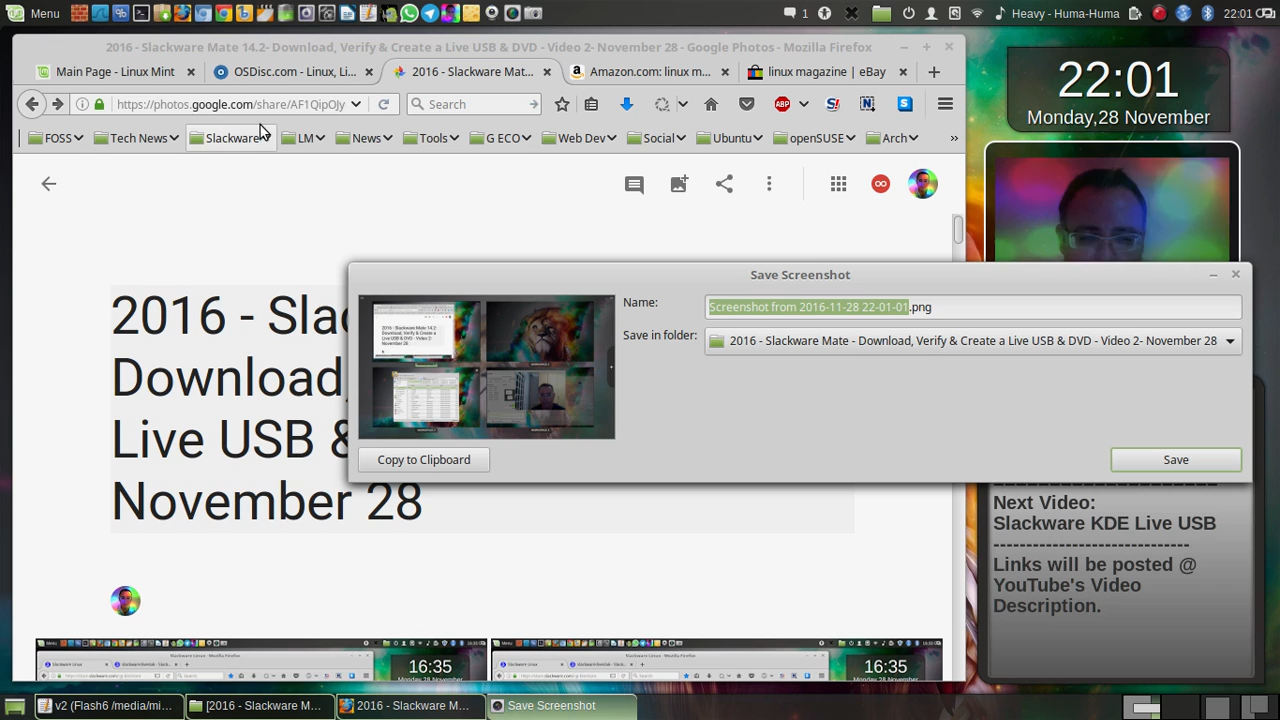 Menu
1
Heavy - Huma-Huma
22:01
2016 - Slackware Mate 14.2- Download, Verify & Create a Live USB & DVD - Video 2- November 28 - Google Photos - Mozilla Firefox
Main Page - Linux Mint
OSDisc.com - Linux, Li...
2016 - Slackware Mat...
Amazon.com: linux m...
linux magazine | eBay
https://photos.google.com/share/AF1QipOJy
Search
ABP
FOSS
Tech News
Slackware
LM
News
Tools
G ECO
Web Dev
Social
Ubuntu
openSUSE
Arch
22:01
Monday,28 November
2016 - Slac
Download,
Live USB &
November 28
Save Screenshot
Name:
Screenshot from 2016-11-28 22-01-01.png
Save in folder:
2016 - Slackware Mate - Download, Verify & Create a Live USB & DVD - Video 2- November 28
Copy to Clipboard
Save
Next Video:
Slackware KDE Live USB
----------------------------
Links will be posted @
YouTube's Video
Description.
16:35
16:35
v2 (Flash6 /media/mi...
[2016 - Slackware M...
2016 - Slackware M...
Save Screenshot